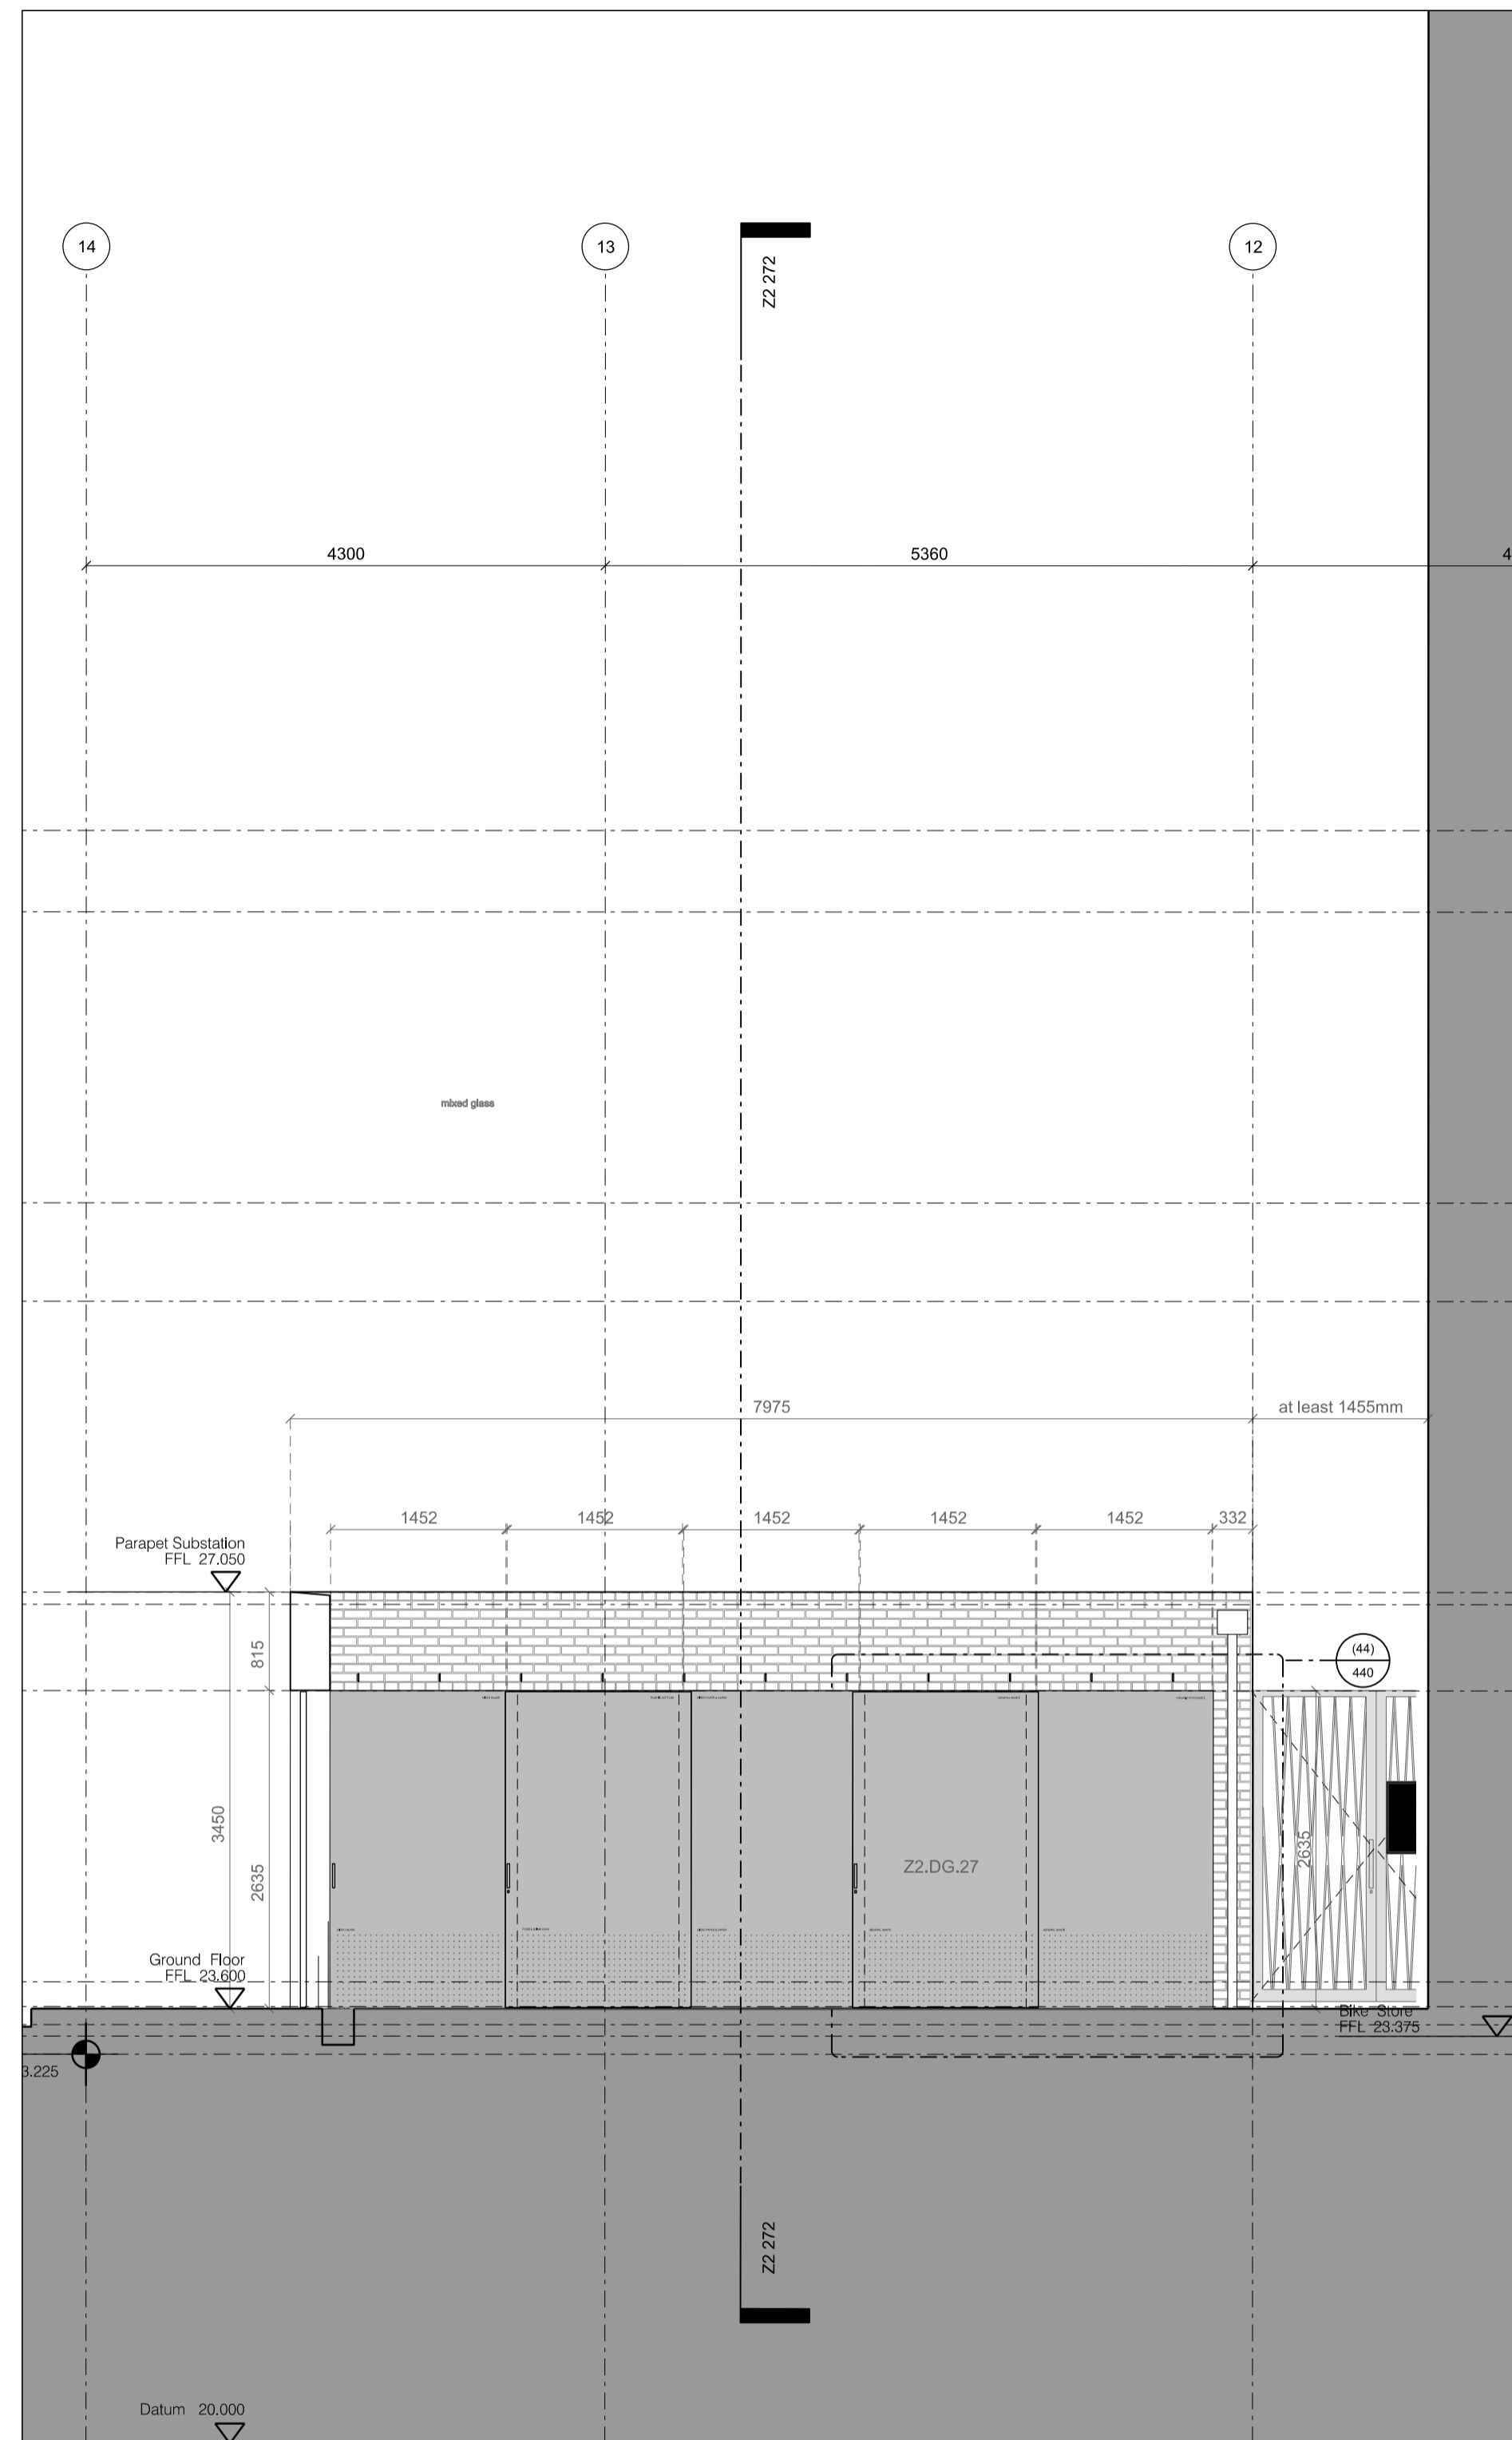 14
13
12
Z2 272
4300
5360
4
mixed glass
7975
at least 1455mm
1452
1452
1452
1452
1452
332
Parapet Substation
FFL 27.050
815
(44)
440
3450
2635
2635
Z2.DG.27
Ground Floor
FFL 23.600
Bike Store
FFL 23.375
3.225
Z2 272
Datum 20.000